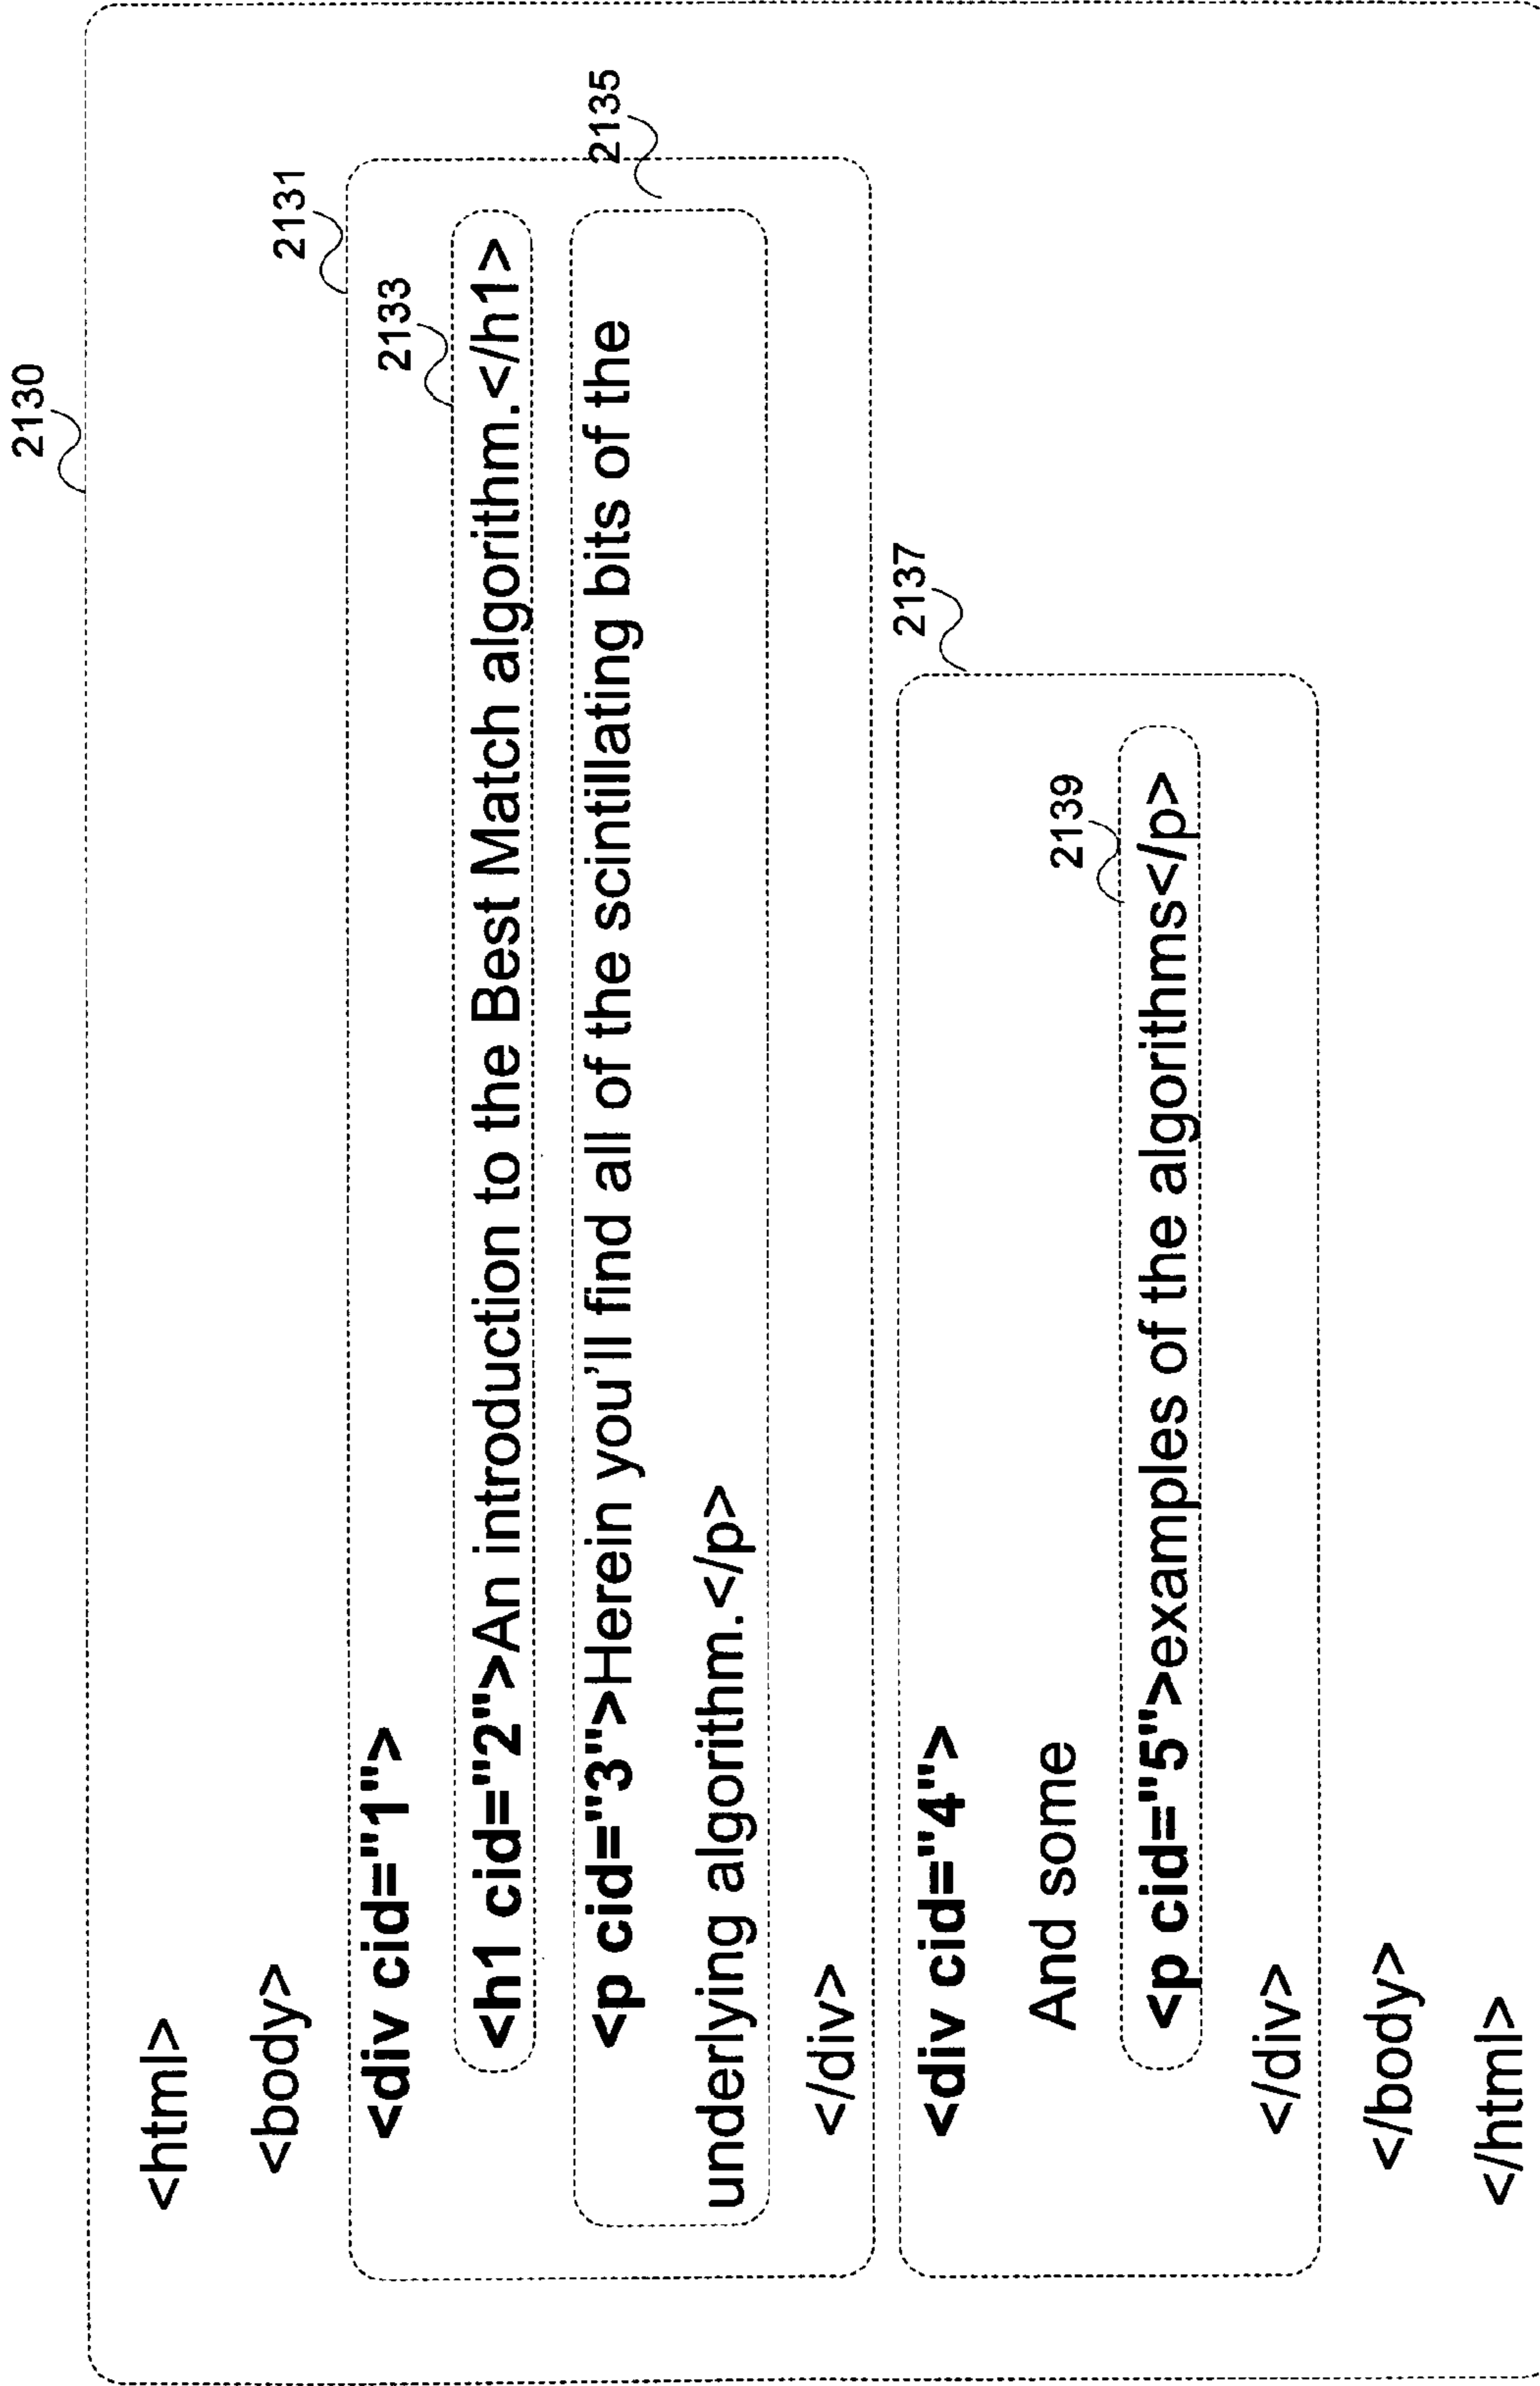 2130
<html>
<body>
2131
<div cid="1">
2133
<h1 cid="2">An introduction to the Best Match algorithm.</h1>
2135
<p cid="3">Herein you'll find all of the scintillating bits of the
underlying algorithm.</p>
</div>
2137
<div cid="4">
And some
2139
<p cid="5">examples of the algorithms</p>
</div>
</body>
</html>